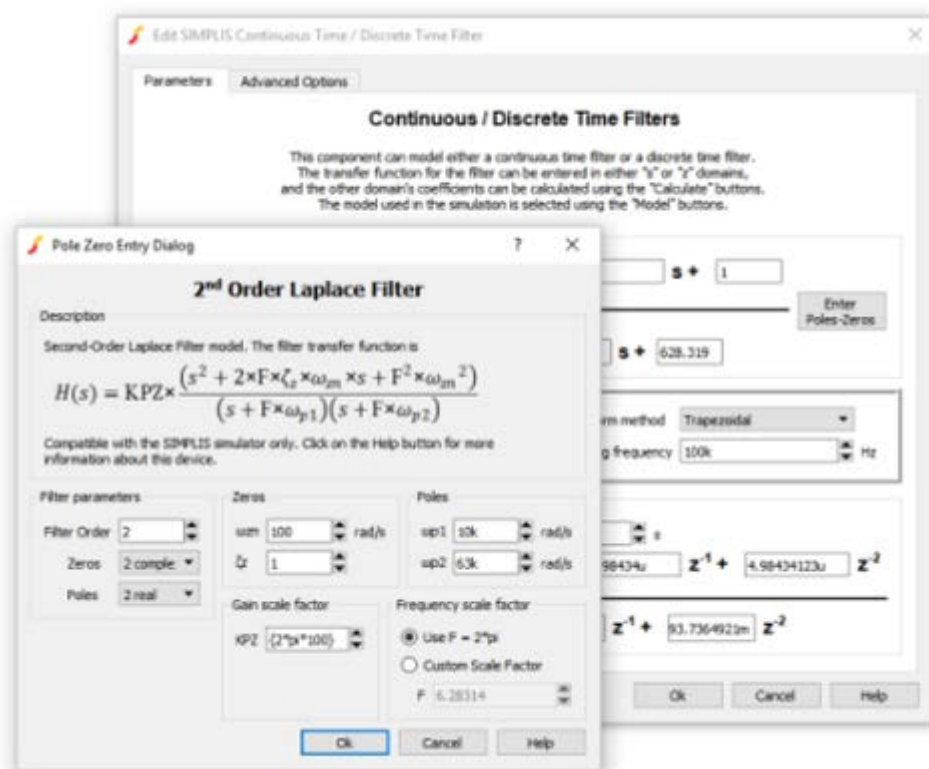 Edit SIMPLIS Continuous Time / Discrete Time Filter
Parameters Advanced Options
Continuous / Discrete Time Filters
This component can model either a continuous time filter or a discrete time filter.
The transfer function for the filter can be entered in either "s" or "z" domains,
and the other domain's coefficients can be calculated using the "Calculate" buttons.
The model used in the simulation is selected using the "Model" buttons.
s + 1
Enter
Poles-Zeros
s + 628.319
rm method Trapezoidal
g frequency 100k Hz
s
98434u z⁻¹ + 4.98434123u z⁻²
z⁻¹ + 93.7364921m z⁻²
Ok Cancel Help
Pole Zero Entry Dialog ?
2nd Order Laplace Filter
Description
Second-Order Laplace Filter model. The filter transfer function is
H(s) = KPZ×(s² + 2×F×ζz×ωzn×s + F²×ωzn²)
(s + F×ωp1)(s + F×ωp2)
Compatible with the SIMPLIS simulator only. Click on the Help button for more
information about this device.
Filter parameters
Filter Order 2
Zeros 2 comple
Poles 2 real
Zeros
ωzn 100 rad/s
ζz 1
Poles
ωp1 10k rad/s
ωp2 63k rad/s
Gain scale factor
KPZ {2*pi*100}
Frequency scale factor
Use F = 2*pi
Custom Scale Factor
F 6.28314
Ok Cancel Help